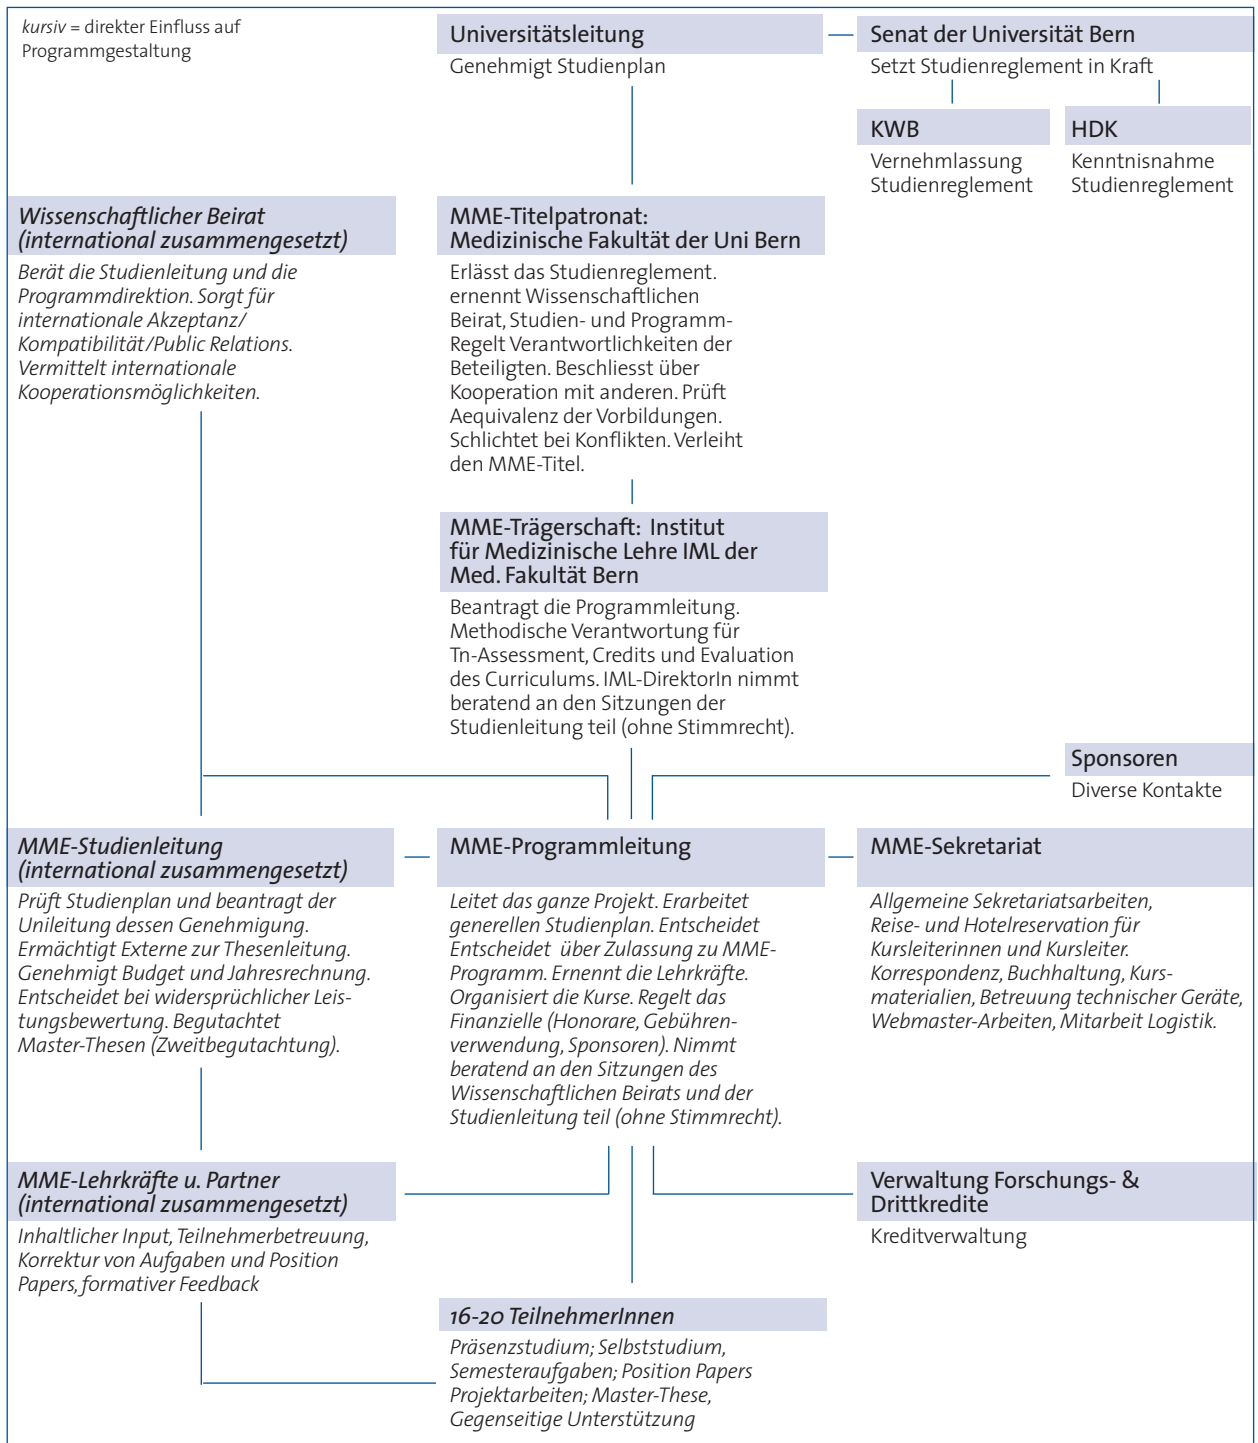 kursiv = direkter Einfluss auf
Programmgestaltung
Universitätsleitung
Genehmigt Studienplan
Senat der Universität Bern
Setzt Studienreglement in Kraft
KWB
Vernehmlassung
Studienreglement
HDK
Kenntnisnahme
Studienreglement
Wissenschaftlicher Beirat
(international zusammengesetzt)
Berät die Studienleitung und die
Programmdirektion. Sorgt für
internationale Akzeptanz/
Kompatibilität/Public Relations.
Vermittelt internationale
Kooperationsmöglichkeiten.
MME-Titelpatronat:
Medizinische Fakultät der Uni Bern
Erlässt das Studienreglement.
ernennt Wissenschaftlichen
Beirat, Studien- und Programm-
Regelt Verantwortlichkeiten der
Beteiligten. Beschliesst über
Kooperation mit anderen. Prüft
Aequivalenz der Vorbildungen.
Schlichtet bei Konflikten. Verleiht
den MME-Titel.
MME-Trägerschaft: Institut
für Medizinische Lehre IML der
Med. Fakultät Bern
Beantragt die Programmleitung.
Methodische Verantwortung für
Tn-Assessment, Credits und Evaluation
des Curriculums. IML-DirektorIn nimmt
beratend an den Sitzungen der
Studienleitung teil (ohne Stimmrecht).
Sponsoren
Diverse Kontakte
MME-Studienleitung
(international zusammengesetzt)
Prüft Studienplan und beantragt der
Unileitung dessen Genehmigung.
Ermächtigt Externe zur Thesenleitung.
Genehmigt Budget und Jahresrechnung.
Entscheidet bei widersprüchlicher Leis-
tungsbewertung. Begutachtet
Master-Thesen (Zweitbegutachtung).
MME-Programmleitung
Leitet das ganze Projekt. Erarbeitet
generellen Studienplan. Entscheidet
Entscheidet über Zulassung zu MME-
Programm. Ernennt die Lehrkräfte.
Organisiert die Kurse. Regelt das
Finanzielle (Honorare, Gebühren-
verwendung, Sponsoren). Nimmt
beratend an den Sitzungen des
Wissenschaftlichen Beirats und der
Studienleitung teil (ohne Stimmrecht).
MME-Sekretariat
Allgemeine Sekretariatsarbeiten,
Reise- und Hotelreservation für
Kursleiterinnen und Kursleiter.
Korrespondenz, Buchhaltung, Kurs-
materialien, Betreuung technischer Geräte,
Webmaster-Arbeiten, Mitarbeit Logistik.
MME-Lehrkräfte u. Partner
(international zusammengesetzt)
Inhaltlicher Input, Teilnehmerbetreuung,
Korrektur von Aufgaben und Position
Papers, formativer Feedback
Verwaltung Forschungs- &
Drittkredite
Kreditverwaltung
16-20 TeilnehmerInnen
Präsenzstudium; Selbststudium,
Semesteraufgaben; Position Papers
Projektarbeiten; Master-These,
Gegenseitige Unterstützung